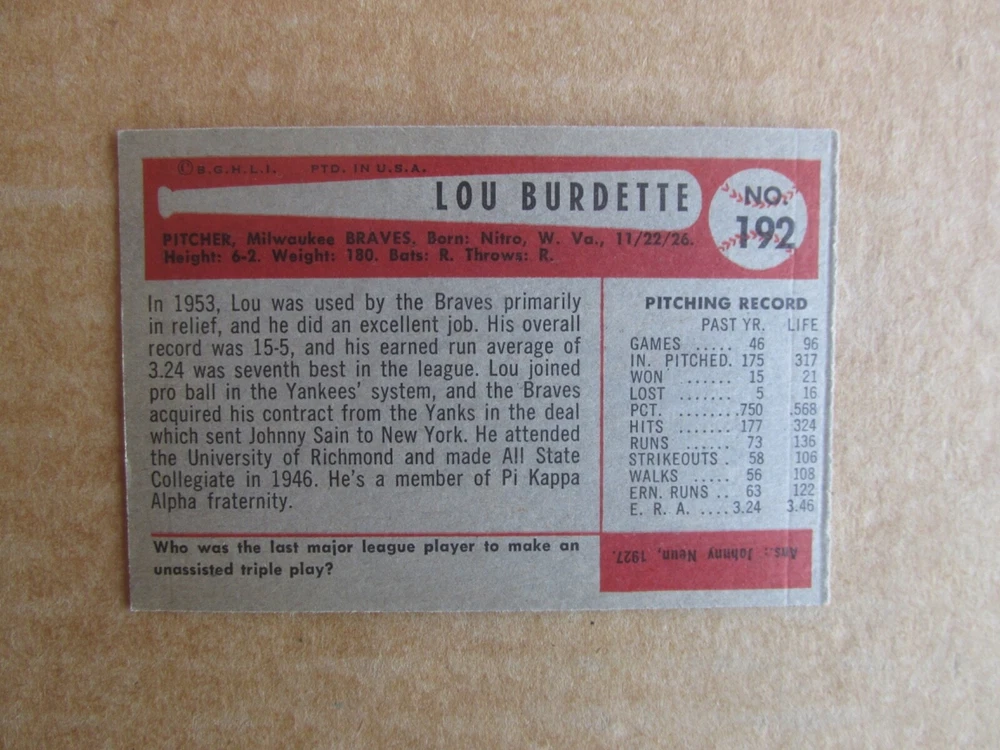 © B.G.H.L.I. PTD. IN U.S.A.
LOU BURDETTE
NO.
192
PITCHER, Milwaukee BRAVES, Born: Nitro, W. Va., 11/22/26.
Height: 6-2. Weight: 180. Bats: R. Throws: R.
In 1953, Lou was used by the Braves primarily
in relief, and he did an excellent job. His overall
record was 15-5, and his earned run average of
3.24 was seventh best in the league. Lou joined
pro ball in the Yankees' system, and the Braves
acquired his contract from the Yanks in the deal
which sent Johnny Sain to New York. He attended
the University of Richmond and made All State
Collegiate in 1946. He's a member of Pi Kappa
Alpha fraternity.
PITCHING RECORD
PAST YR. LIFE
GAMES ..... 46 96
IN. PITCHED. 175 317
WON ...... 15 21
LOST ....... 5 16
PCT. ........ .750 .568
HITS ....... 177 324
RUNS ...... 73 136
STRIKEOUTS . 58 106
WALKS ..... 56 108
ERN. RUNS .. 63 122
E. R. A. .... 3.24 3.46
Who was the last major league player to make an
unassisted triple play?
Ans.: Johnny Neun, 1927.